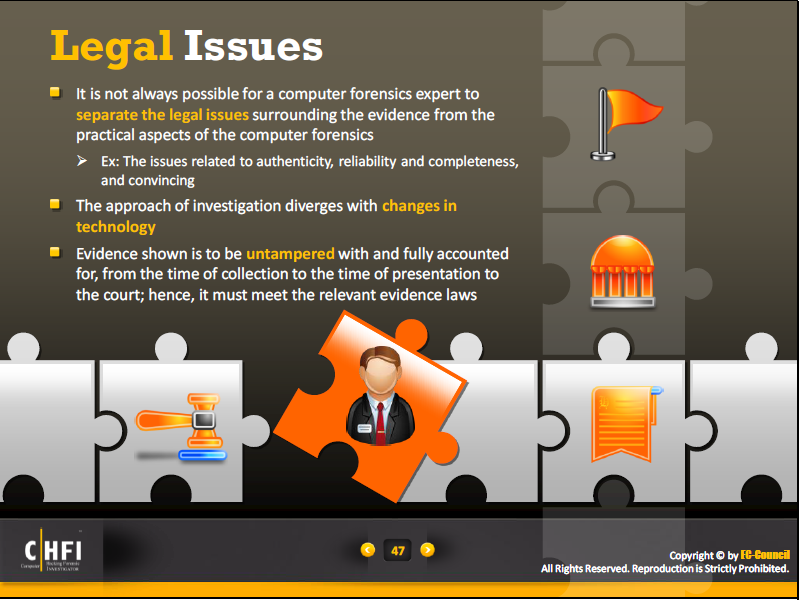 Legal Issues
It is not always possible for a computer forensics expert to
separate the legal issues surrounding the evidence from the
practical aspects of the computer forensics
Ex: The issues related to authenticity, reliability and completeness,
and convincing
The approach of investigation diverges with changes in
technology
Evidence shown is to be untampered with and fully accounted
for, from the time of collection to the time of presentation to
the court; hence, it must meet the relevant evidence laws
CHFI
Computer Hacking Forensic
INVESTIGATOR
47
Copyright © by EC-Council
All Rights Reserved. Reproduction is Strictly Prohibited.